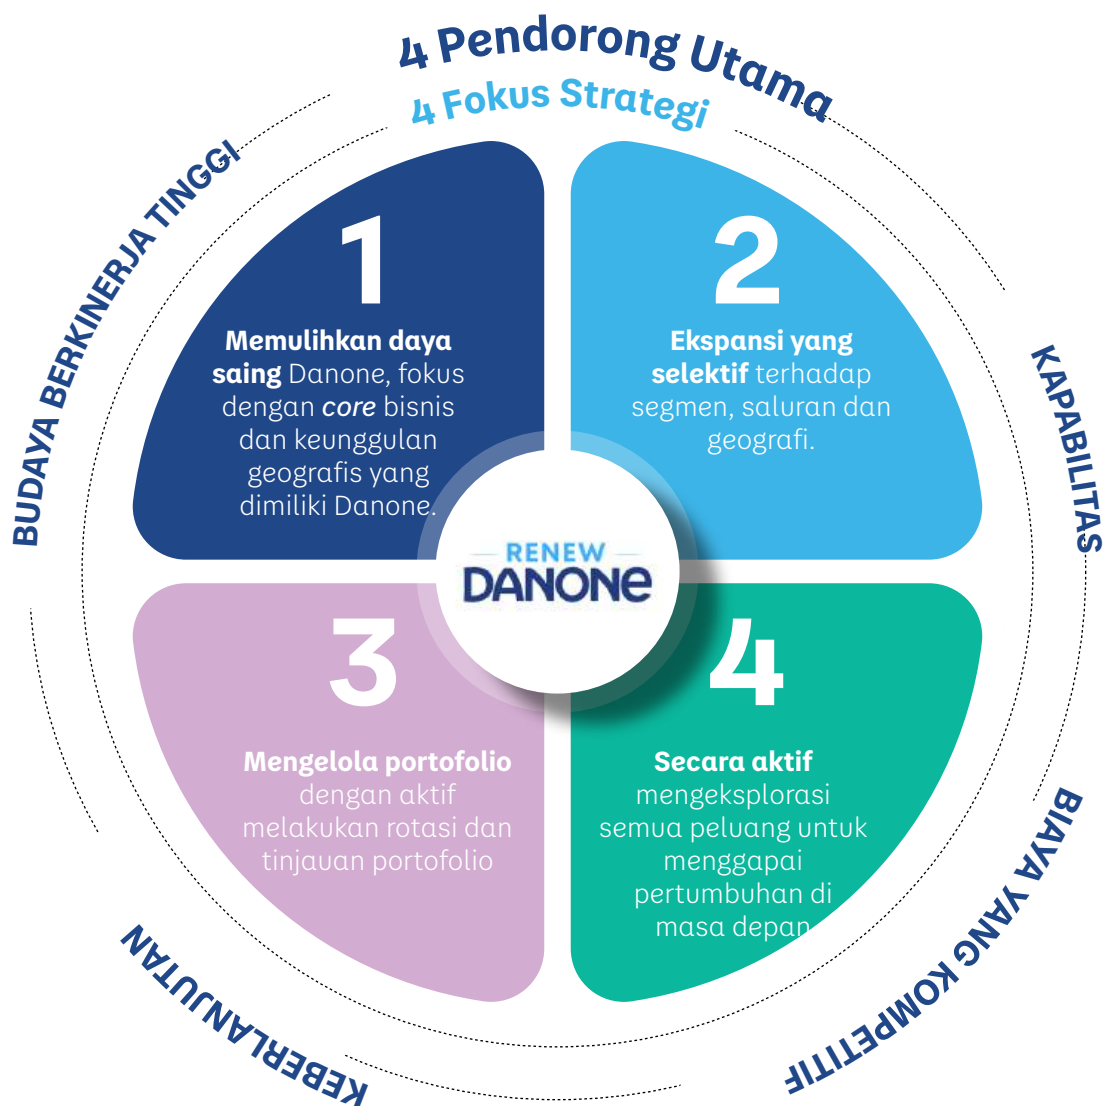 4 Pendorong Utama
4 Fokus Strategi
BUDAYA BERKINERJA TINGGI
KAPABILITAS
BIAYA YANG KOMPETITIF
KEBERLANJUTAN
1
Memulihkan daya
saing Danone, fokus
dengan core bisnis
dan keunggulan
geografis yang
dimiliki Danone.
2
Ekspansi yang
selektif terhadap
segmen, saluran dan
geografi.
RENEW
DANONE
3
Mengelola portofolio
dengan aktif
melakukan rotasi dan
tinjauan portofolio
4
Secara aktif
mengeksplorasi
semua peluang untuk
menggapai
pertumbuhan di
masa depan